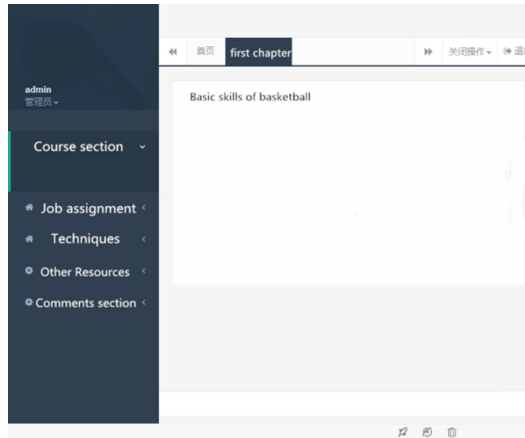 首页
first chapter
关闭操作
admin
管理员
Basic skills of basketball
Course section
Job assignment
Techniques
Other Resources
Comments section